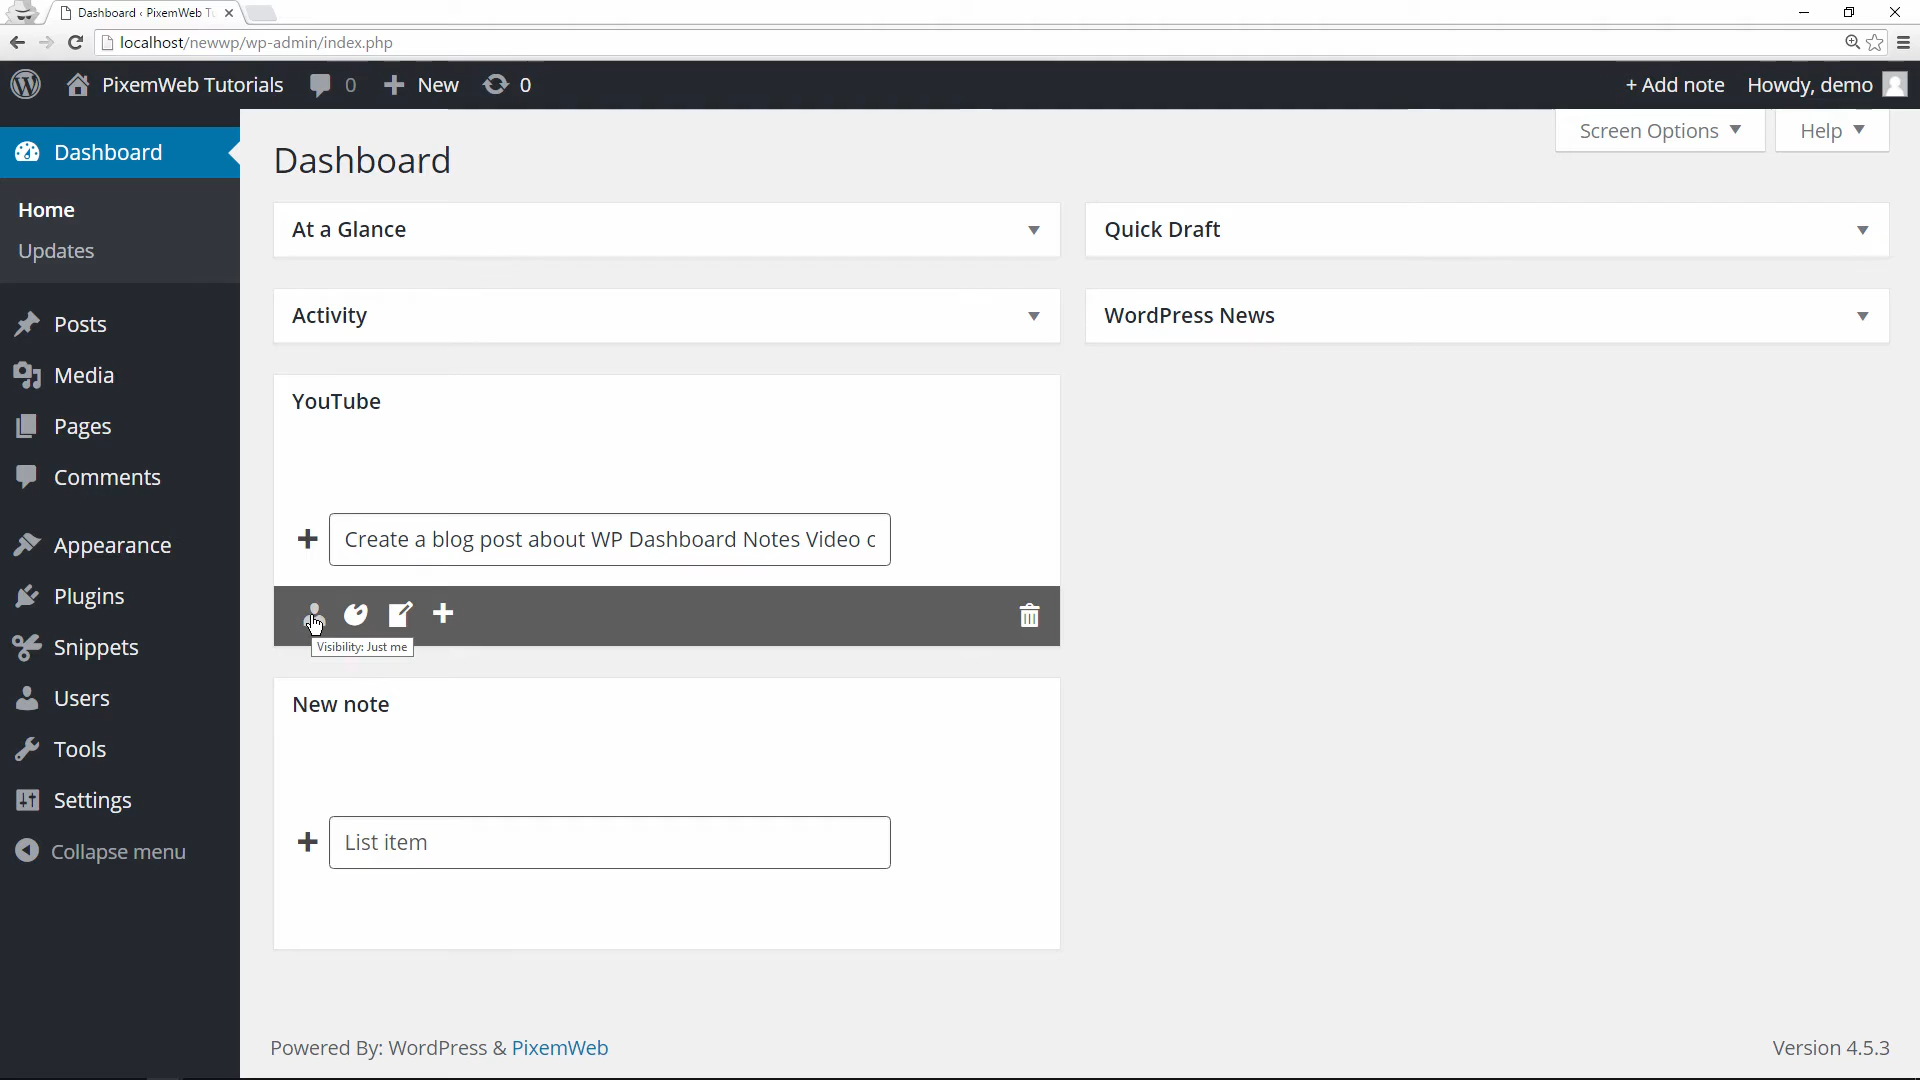 Dashboard ‹ PixemWeb T
localhost/newwp/wp-admin/index.php
PixemWeb Tutorials 0 New 0 + Add note Howdy, demo
Screen Options Help
Dashboard
Home
Updates
Posts
Media
Pages
Comments
Appearance
Plugins
Snippets
Users
Tools
Settings
Collapse menu
Dashboard
At a Glance
Quick Draft
Activity
WordPress News
YouTube
Create a blog post about WP Dashboard Notes Video c
Visibility: Just me
New note
List item
Powered By: WordPress & PixemWeb
Version 4.5.3